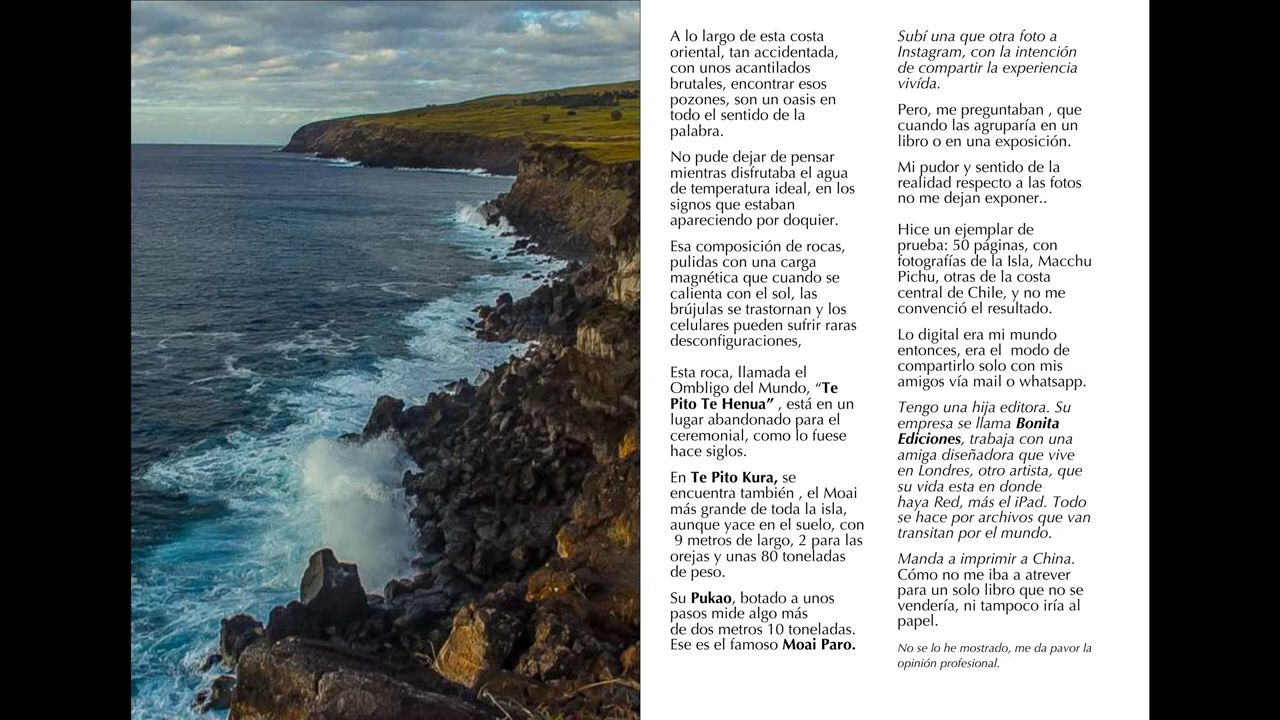 A lo largo de esta costa
oriental, tan accidentada,
con unos acantilados
brutales, encontrar esos
pozones, son un oasis en
todo el sentido de la
palabra.
No pude dejar de pensar
mientras disfrutaba el agua
de temperatura ideal, en los
signos que estaban
apareciendo por doquier.
Esa composición de rocas,
pulidas con una carga
magnética que cuando se
calienta con el sol, las
brújulas se trastornan y los
celulares pueden sufrir raras
desconfiguraciones,
Esta roca, llamada el
Ombligo del Mundo, “Te
Pito Te Henua” , está en un
lugar abandonado para el
ceremonial, como lo fuese
hace siglos.
En Te Pito Kura, se
encuentra también , el Moai
más grande de toda la isla,
aunque yace en el suelo, con
9 metros de largo, 2 para las
orejas y unas 80 toneladas
de peso.
Su Pukao, botado a unos
pasos mide algo más
de dos metros 10 toneladas.
Ese es el famoso Moai Paro.
Subí una que otra foto a
Instagram, con la intención
de compartir la experiencia
vivída.
Pero, me preguntaban , que
cuando las agruparía en un
libro o en una exposición.
Mi pudor y sentido de la
realidad respecto a las fotos
no me dejan exponer..
Hice un ejemplar de
prueba: 50 páginas, con
fotografías de la Isla, Macchu
Pichu, otras de la costa
central de Chile, y no me
convenció el resultado.
Lo digital era mi mundo
entonces, era el  modo de
compartirlo solo con mis
amigos vía mail o whatsapp.
Tengo una hija editora. Su
empresa se llama Bonita
Ediciones, trabaja con una
amiga diseñadora que vive
en Londres, otro artista, que
su vida esta en donde
haya Red, más el iPad. Todo
se hace por archivos que van
transitan por el mundo.
Manda a imprimir a China.
Cómo no me iba a atrever
para un solo libro que no se
vendería, ni tampoco iría al
papel.
No se lo he mostrado, me da pavor la
opinión profesional.